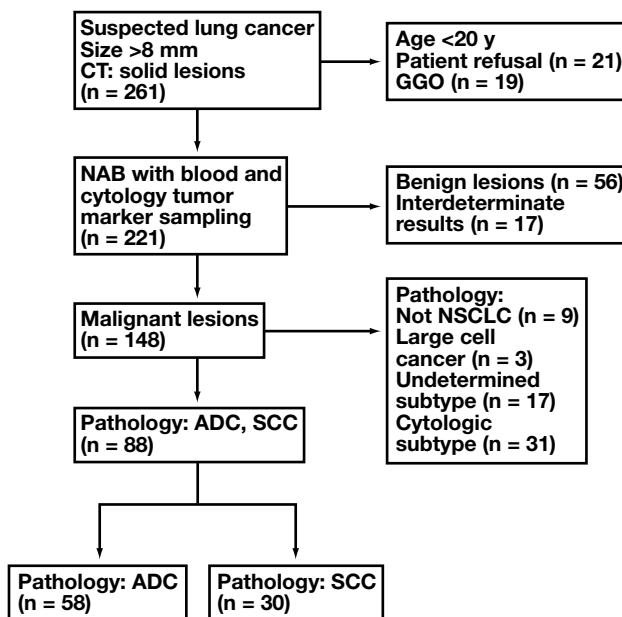 Suspected lung cancer
Size >8 mm
CT: solid lesions
(n = 261)
Age <20 y
Patient refusal (n = 21)
GGO (n = 19)
NAB with blood and
cytology tumor
marker sampling
(n = 221)
Benign lesions (n = 56)
Interdeterminate
results (n = 17)
Malignant lesions
(n = 148)
Pathology:
Not NSCLC (n = 9)
Large cell
cancer (n = 3)
Undetermined
subtype (n = 17)
Cytologic
subtype (n = 31)
Pathology: ADC, SCC
(n = 88)
Pathology: ADC
(n = 58)
Pathology: SCC
(n = 30)